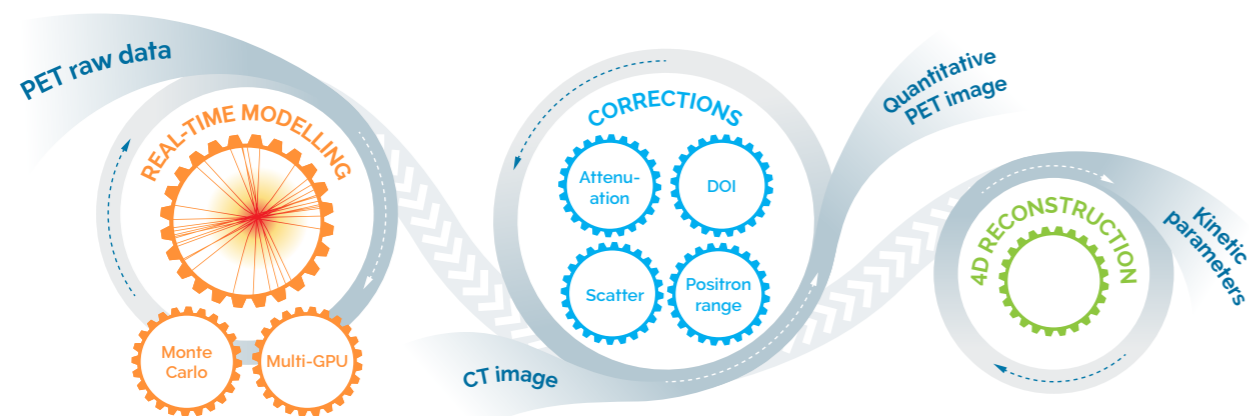 PET raw data
REAL-TIME MODELLING
Monte
Carlo
Multi-GPU
CORRECTIONS
Attenu-
ation
DOI
Scatter
Positron
range
CT image
Quantitative
PET image
4D RECONSTRUCTION
Kinetic
parameters